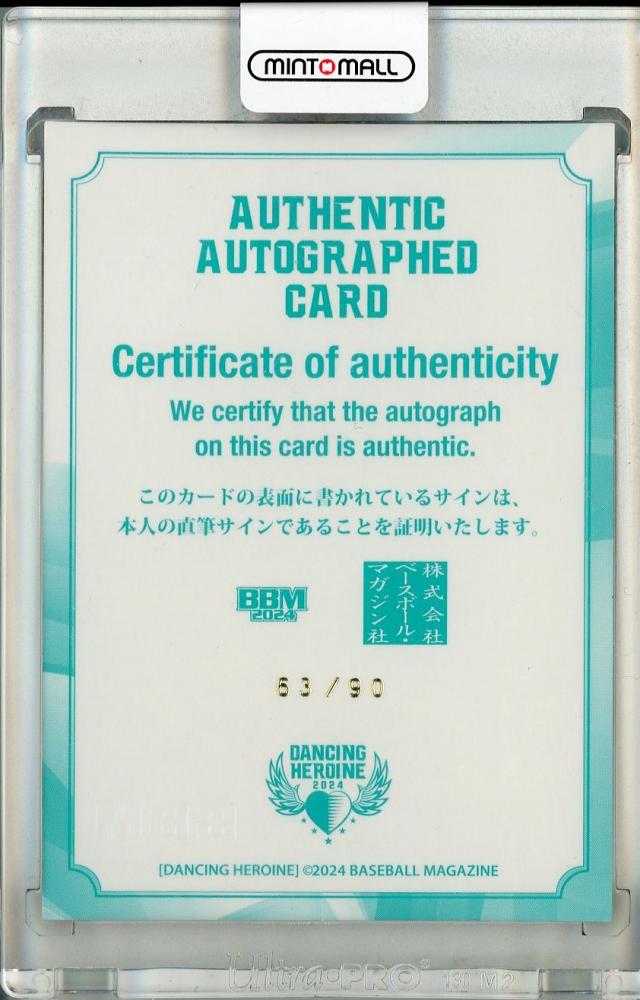 MINTOMALL
AUTHENTIC
AUTOGRAPHED
CARD
Certificate of authenticity
We certify that the autograph
on this card is authentic.
このカードの表面に書かれているサインは、
本人の直筆サインであることを証明いたします。
BBM
2024
株式会社
ベースボール・
マガジン社
63/90
DANCING
HEROINE
2024
[DANCING HEROINE] ©2024 BASEBALL MAGAZINE
Ultra·PRO® 130 M2